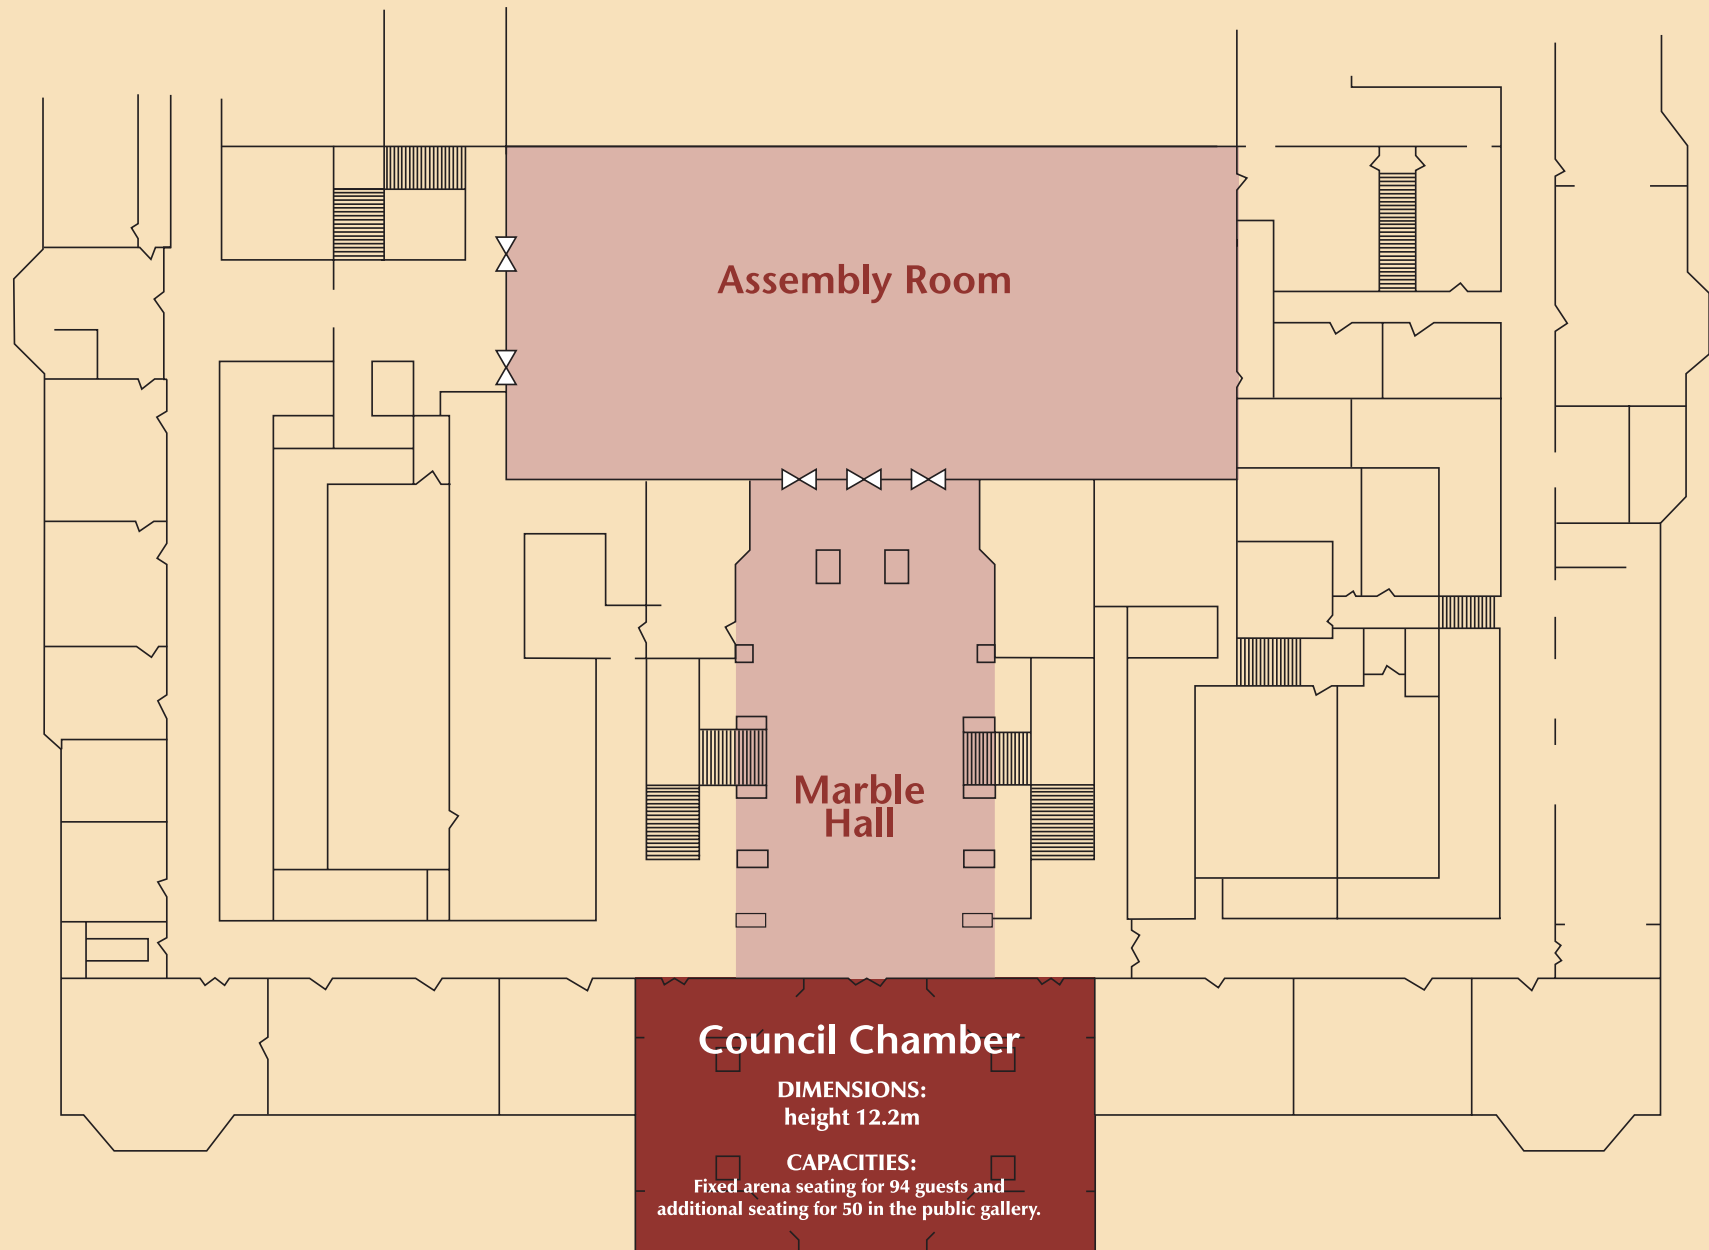 Assembly Room
Marble
Hall
Council Chamber
DIMENSIONS:
height 12.2m
CAPACITIES:
Fixed arena seating for 94 guests and
additional seating for 50 in the public gallery.